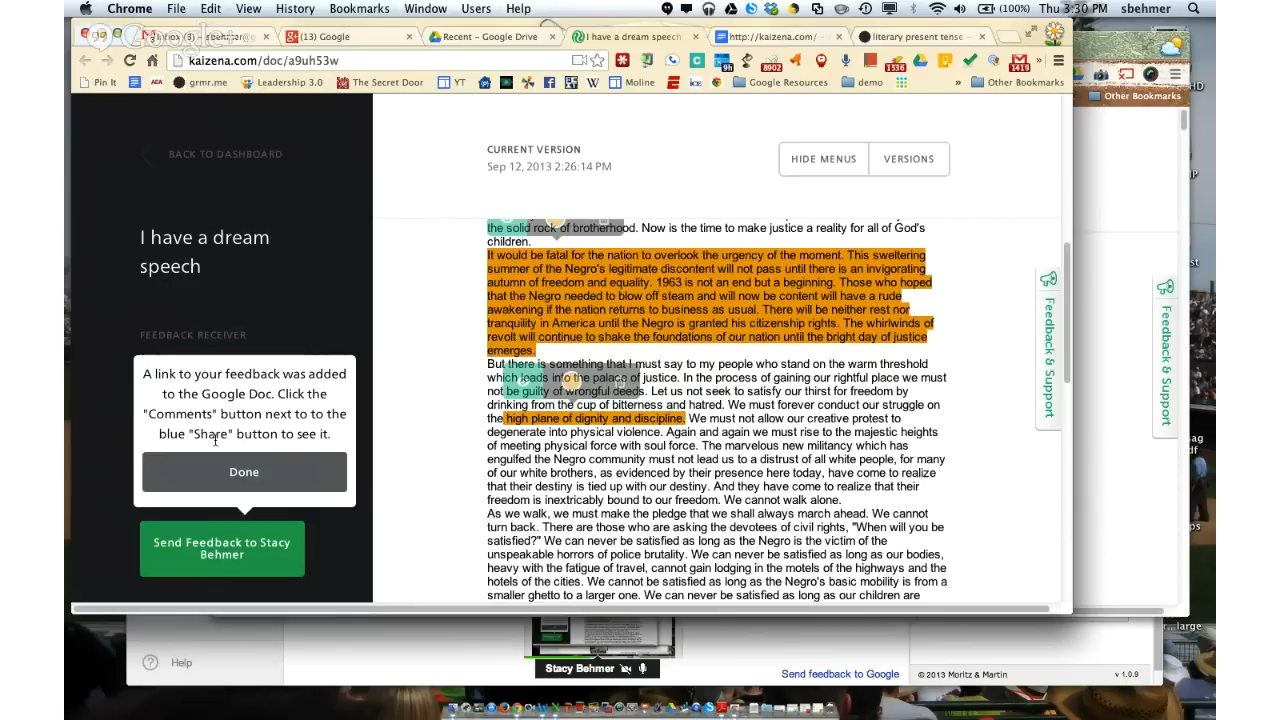 Chrome File Edit View History Bookmarks Window Users Help (100%) Thu 3:30 PM sbehmer
Google
Inbox (8) - sbehmer@g
(13) Google
Recent - Google Drive
I have a dream speech
http://kaizena.com/
literary present tense -
kaizena.com/doc/a9uh53w
9h
8902
1536
1419
Pin It
AEA
grmr.me
Leadership 3.0
The Secret Door
YT
W
Moline
Google Resources
demo
»
Other Bookmarks
Other Bookmarks
BACK TO DASHBOARD
I have a dream
speech
FEEDBACK RECEIVER
A link to your feedback was added
to the Google Doc. Click the
"Comments" button next to to the
blue "Share" button to see it.
Done
Send Feedback to Stacy
Behmer
CURRENT VERSION
Sep 12, 2013 2:26:14 PM
HIDE MENUS
VERSIONS
the solid rock of brotherhood. Now is the time to make justice a reality for all of God's
children.
It would be fatal for the nation to overlook the urgency of the moment. This sweltering
summer of the Negro's legitimate discontent will not pass until there is an invigorating
autumn of freedom and equality. 1963 is not an end but a beginning. Those who hoped
that the Negro needed to blow off steam and will now be content will have a rude
awakening if the nation returns to business as usual. There will be neither rest nor
tranquility in America until the Negro is granted his citizenship rights. The whirlwinds of
revolt will continue to shake the foundations of our nation until the bright day of justice
emerges.
But there is something that I must say to my people who stand on the warm threshold
which leads into the palace of justice. In the process of gaining our rightful place we must
not be guilty of wrongful deeds. Let us not seek to satisfy our thirst for freedom by
drinking from the cup of bitterness and hatred. We must forever conduct our struggle on
the high plane of dignity and discipline. We must not allow our creative protest to
degenerate into physical violence. Again and again we must rise to the majestic heights
of meeting physical force with soul force. The marvelous new militancy which has
engulfed the Negro community must not lead us to a distrust of all white people, for many
of our white brothers, as evidenced by their presence here today, have come to realize
that their destiny is tied up with our destiny. And they have come to realize that their
freedom is inextricably bound to our freedom. We cannot walk alone.
As we walk, we must make the pledge that we shall always march ahead. We cannot
turn back. There are those who are asking the devotees of civil rights, "When will you be
satisfied?" We can never be satisfied as long as the Negro is the victim of the
unspeakable horrors of police brutality. We can never be satisfied as long as our bodies,
heavy with the fatigue of travel, cannot gain lodging in the motels of the highways and the
hotels of the cities. We cannot be satisfied as long as the Negro's basic mobility is from a
smaller ghetto to a larger one. We can never be satisfied as long as our children are
Feedback & Support
Feedback & Support
Help
Stacy Behmer
Send feedback to Google
© 2013 Moritz & Martin
v 1.0.9